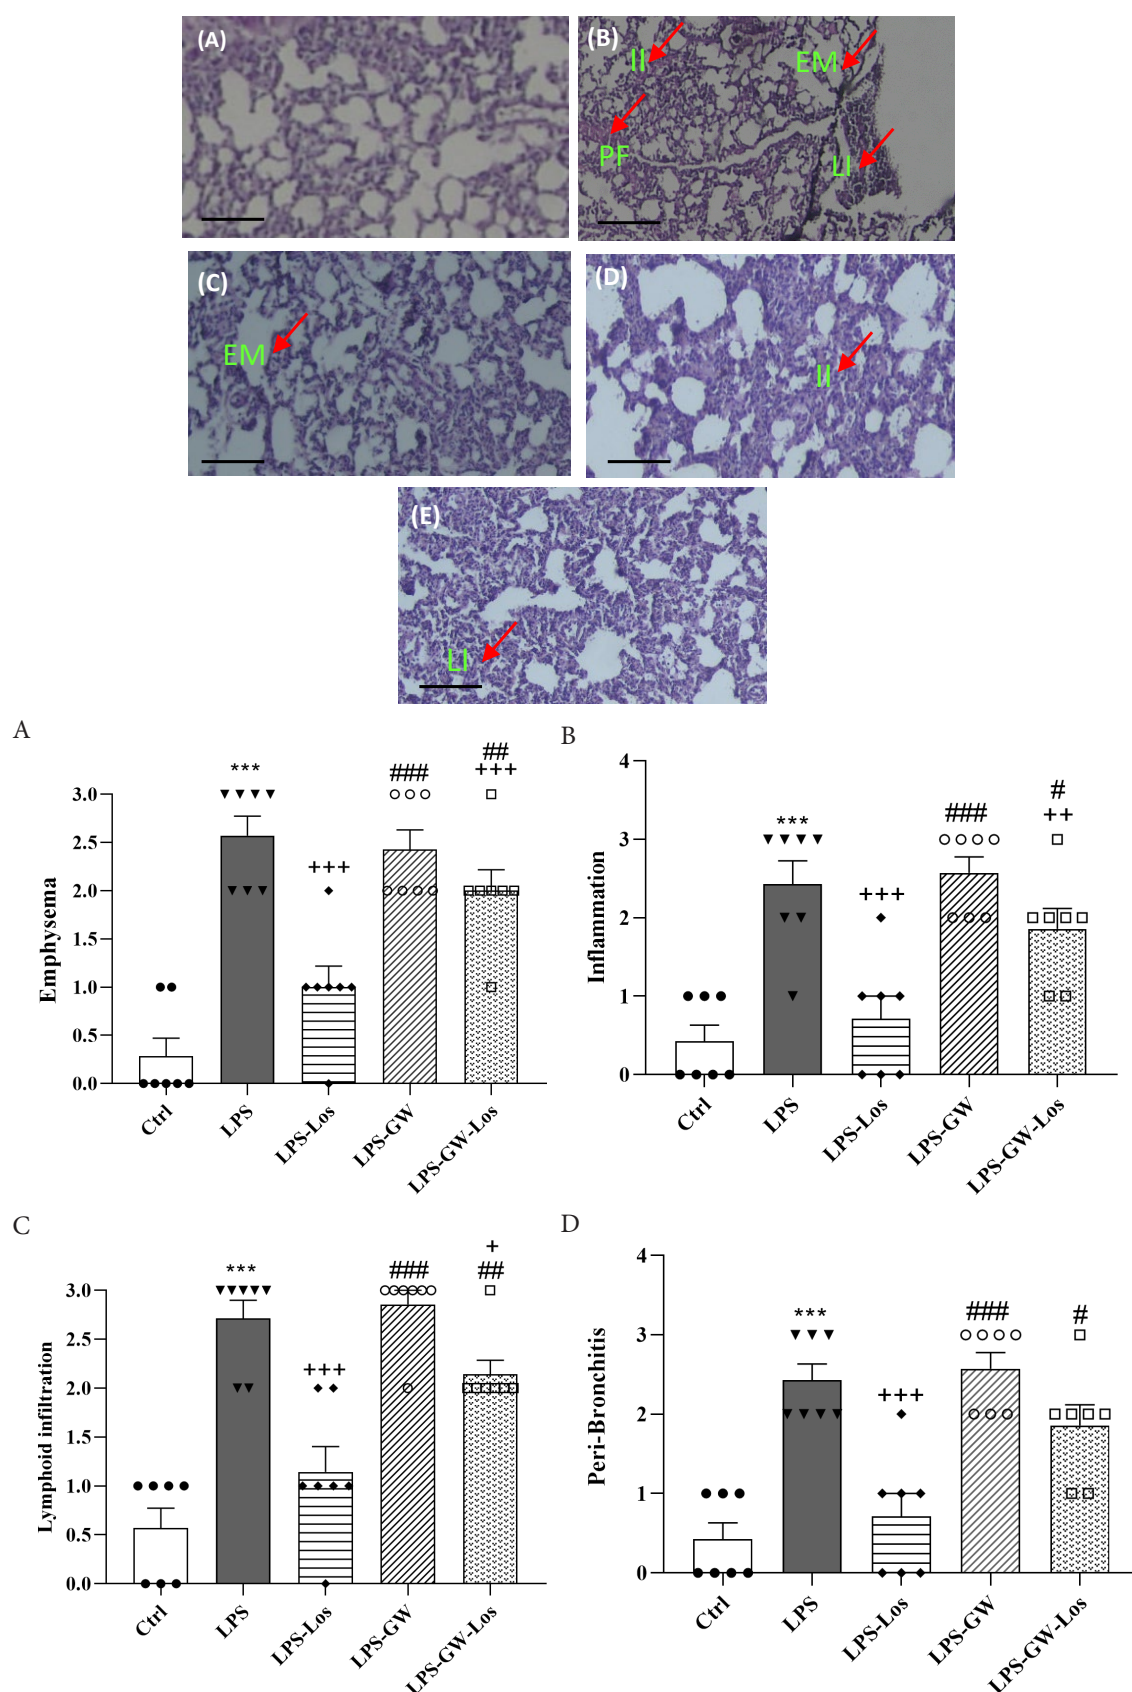 (A)
(B)
II
EM
PF
LI
(C)
EM
(D)
II
(E)
LI
A
Emphysema
3.0
2.5
2.0
1.5
1.0
0.5
0.0
***
+++
###
##
+++
Ctrl
LPS
LPS-Los
LPS-GW
LPS-GW-Los
B
Inflammation
4
3
2
1
0
***
+++
###
#
++
Ctrl
LPS
LPS-Los
LPS-GW
LPS-GW-Los
C
Lymphoid infiltration
3.0
2.5
2.0
1.5
1.0
0.5
0.0
***
+++
###
+
##
Ctrl
LPS
LPS-Los
LPS-GW
LPS-GW-Los
D
Peri-Bronchitis
4
3
2
1
0
***
+++
###
#
Ctrl
LPS
LPS-Los
LPS-GW
LPS-GW-Los